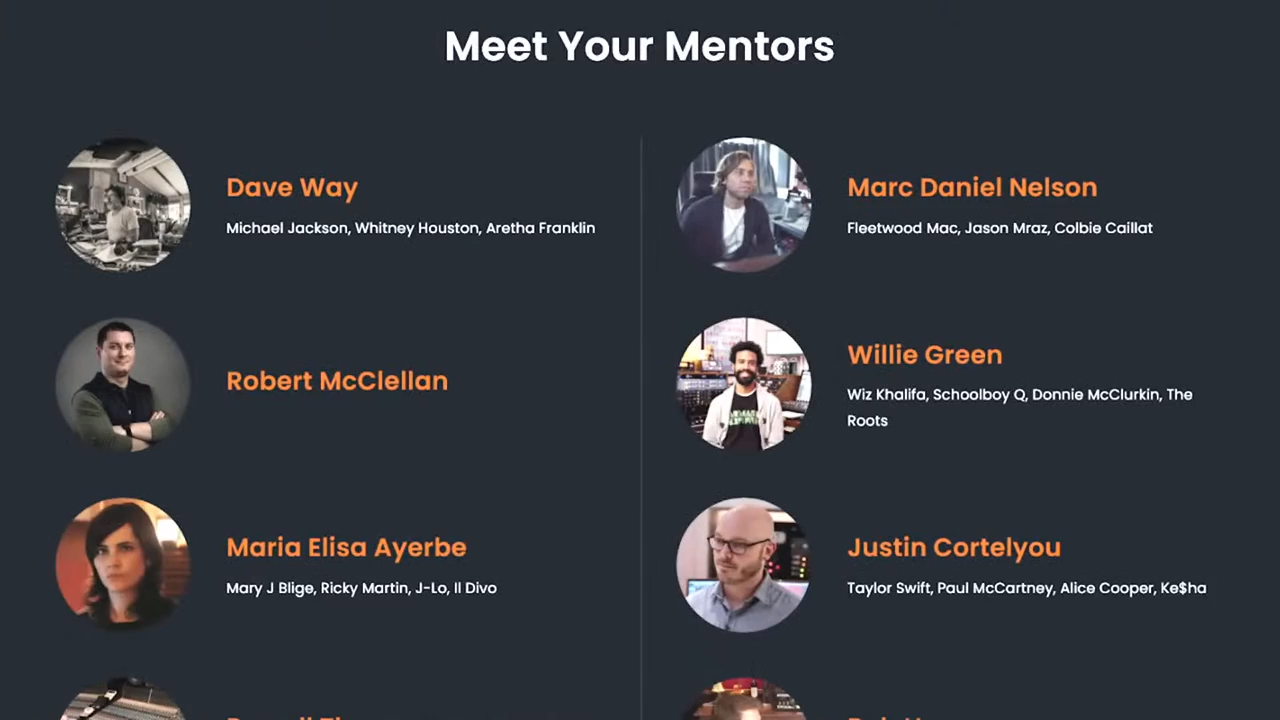 Meet Your Mentors
Dave Way
Michael Jackson, Whitney Houston, Aretha Franklin
Robert McClellan
Maria Elisa Ayerbe
Mary J Blige, Ricky Martin, J-Lo, Il Divo
Marc Daniel Nelson
Fleetwood Mac, Jason Mraz, Colbie Caillat
Willie Green
Wiz Khalifa, Schoolboy Q, Donnie McClurkin, The
Roots
Justin Cortelyou
Taylor Swift, Paul McCartney, Alice Cooper, Ke$ha